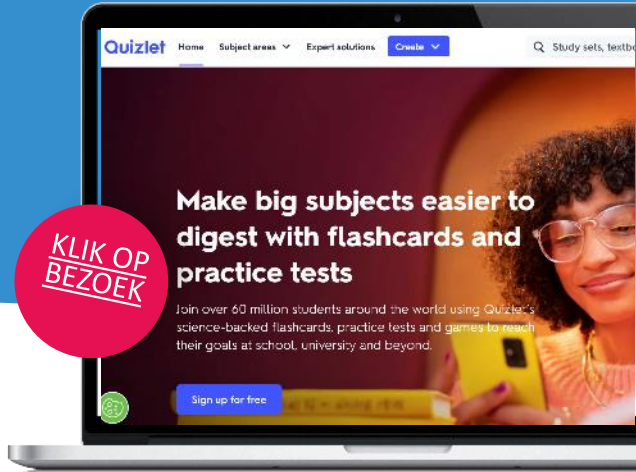 Quizlet Home Subject areas Expert solutions Create Study sets, textbo
Make big subjects easier to
digest with flashcards and
practice tests
Join over 60 million students around the world using Quizlet's
science-backed flashcards, practice tests and games to reach
their goals at school, university and beyond.
Sign up for free
KLIK OP
BEZOEK